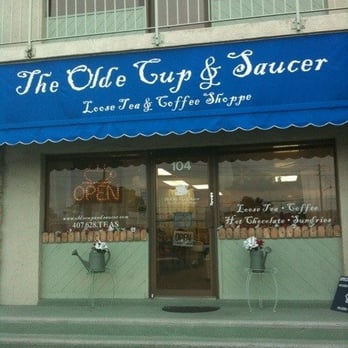 The Olde Cup & Saucer
Loose Tea & Coffee Shoppe
104
OPEN
407.628.TEAS
Loose Tea • Coffee
Hot Chocolate • Sundries
OPEN